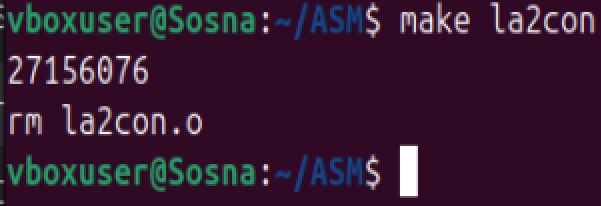 vboxuser@Sosna:~/ASM$ make la2con
27156076
rm la2con.o
vboxuser@Sosna:~/ASM$